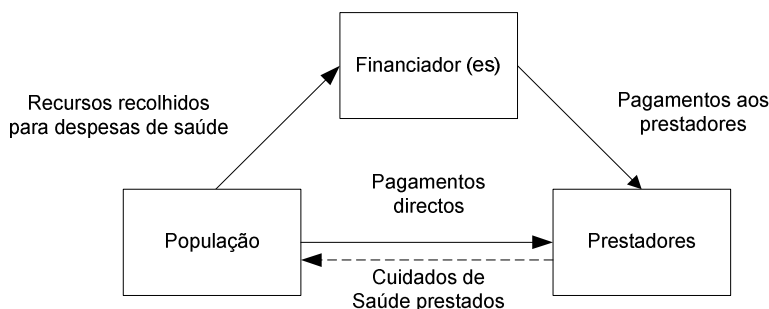 Financiador (es)
Recursos recolhidos
para despesas de saúde
Pagamentos aos
prestadores
Pagamentos
directos
População
Prestadores
Cuidados de
Saúde prestados